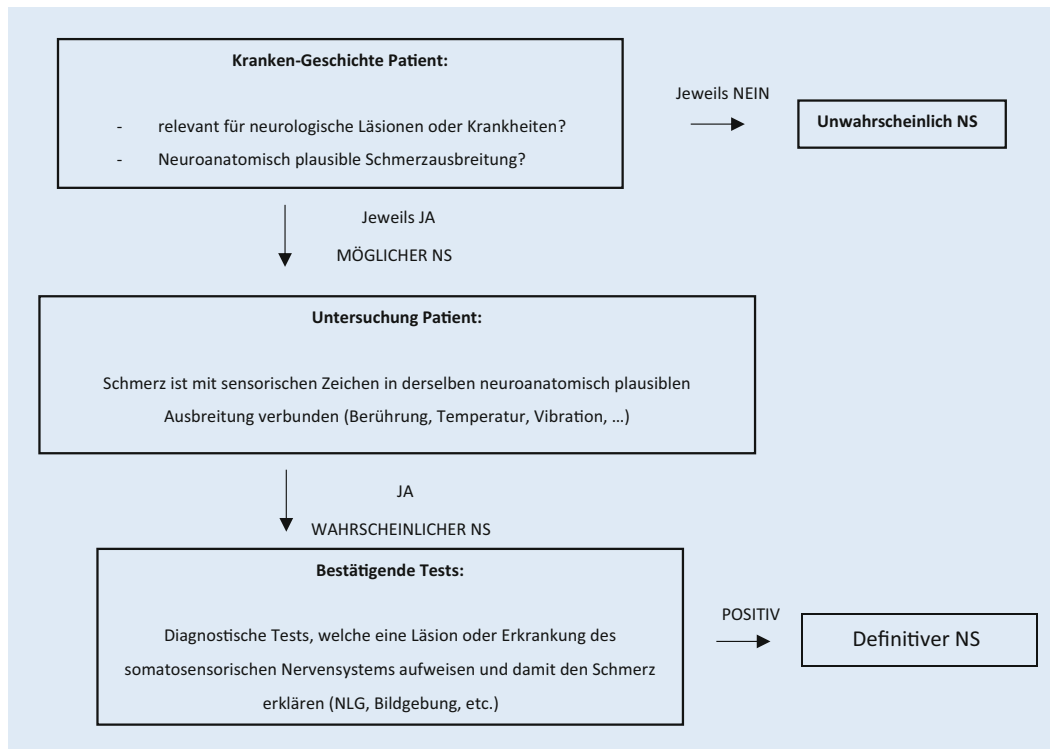 Kranken-Geschichte Patient:
- relevant für neurologische Läsionen oder Krankheiten?
- Neuroanatomisch plausible Schmerzausbreitung?
Jeweils NEIN
Unwahrscheinlich NS
Jeweils JA
MÖGLICHER NS
Untersuchung Patient:
Schmerz ist mit sensorischen Zeichen in derselben neuroanatomisch plausiblen
Ausbreitung verbunden (Berührung, Temperatur, Vibration, ...)
JA
WAHRSCHEINLICHER NS
Bestätigende Tests:
Diagnostische Tests, welche eine Läsion oder Erkrankung des
somatosensorischen Nervensystems aufweisen und damit den Schmerz
erklären (NLG, Bildgebung, etc.)
POSITIV
Definitiver NS